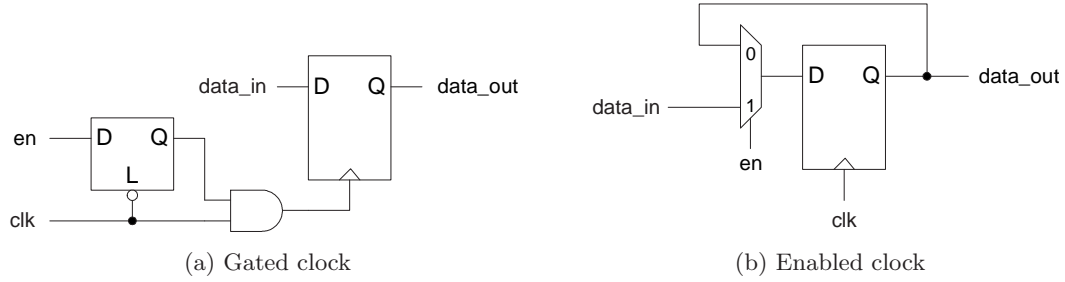 data_in
D
Q
data_out
en
D
Q
L
clk
(a) Gated clock
0
D
Q
data_out
data_in
1
en
clk
(b) Enabled clock